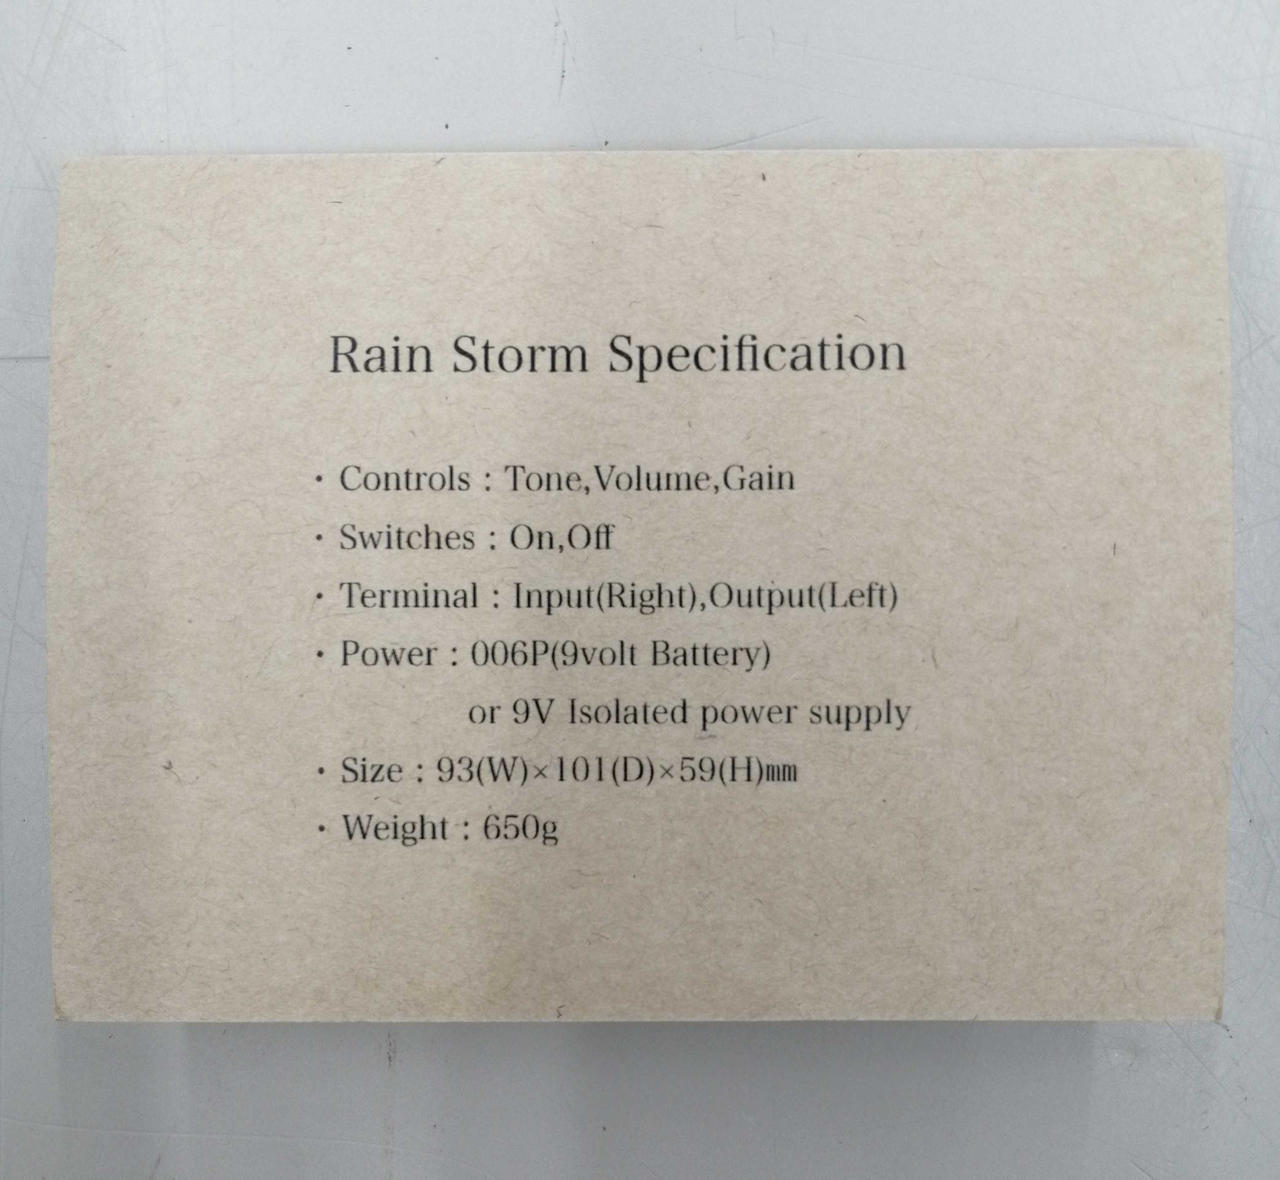 Rain Storm Specification
・Controls : Tone,Volume,Gain
・Switches : On,Off
・Terminal : Input(Right),Output(Left)
・Power : 006P(9volt Battery)
or 9V Isolated power supply
・Size : 93(W)×101(D)×59(H)㎜
・Weight : 650g